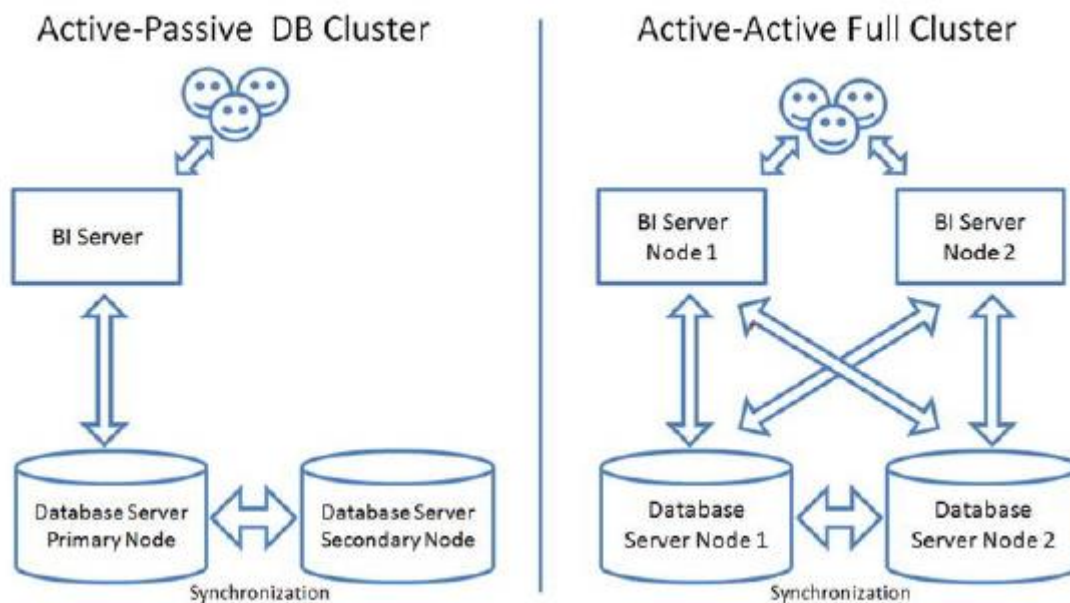 Active-Passive DB Cluster
BI Server
Database Server
Primary Node
Database Server
Secondary Node
Synchronization
Active-Active Full Cluster
BI Server
Node 1
BI Server
Node 2
Database
Server Node 1
Database
Server Node 2
Synchronization